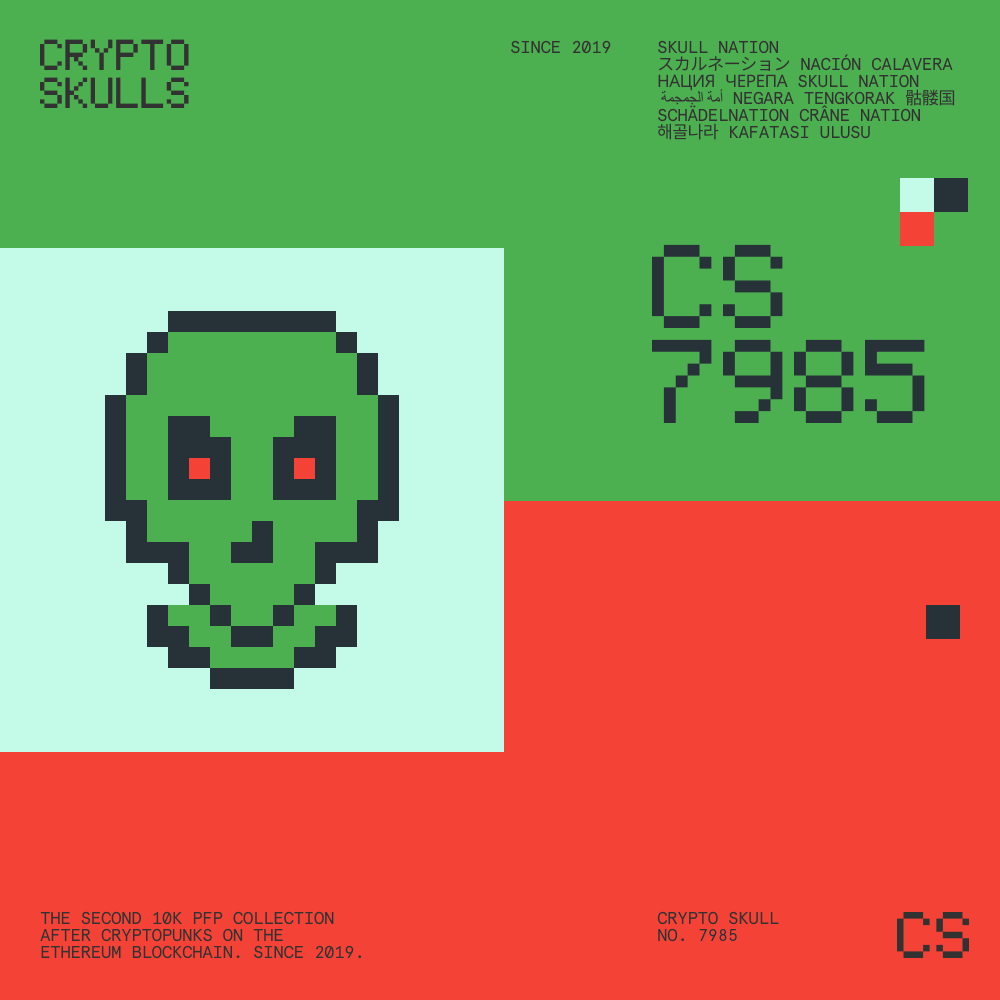 CRYPTO
SKULLS
SINCE 2019
SKULL NATION
スカルネーション NACIÓN CALAVERA
НАЦИЯ ЧЕРЕПА SKULL NATION
أمة الجمجمة NEGARA TENGKORAK 骷髅国
SCHÄDELNATION CRÂNE NATION
해골나라 KAFATASI ULUSU
CS
7985
THE SECOND 10K PFP COLLECTION
AFTER CRYPTOPUNKS ON THE
ETHEREUM BLOCKCHAIN. SINCE 2019.
CRYPTO SKULL
NO. 7985
CS